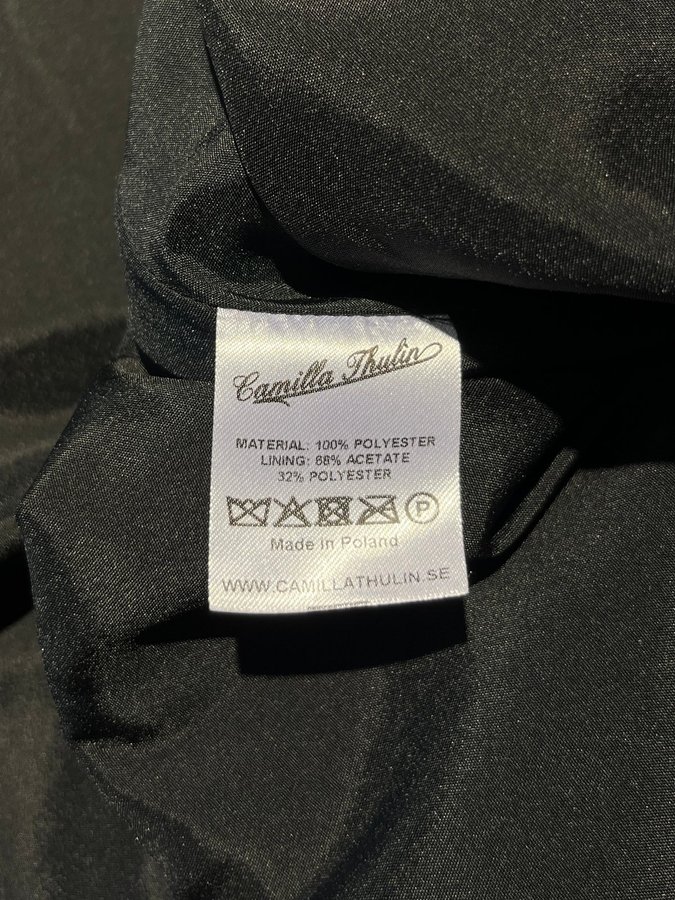 Camilla Thulin
MATERIAL: 100% POLYESTER
LINING: 68% ACETATE
32% POLYESTER
P
Made in Poland
WWW.CAMILLATHULIN.SE